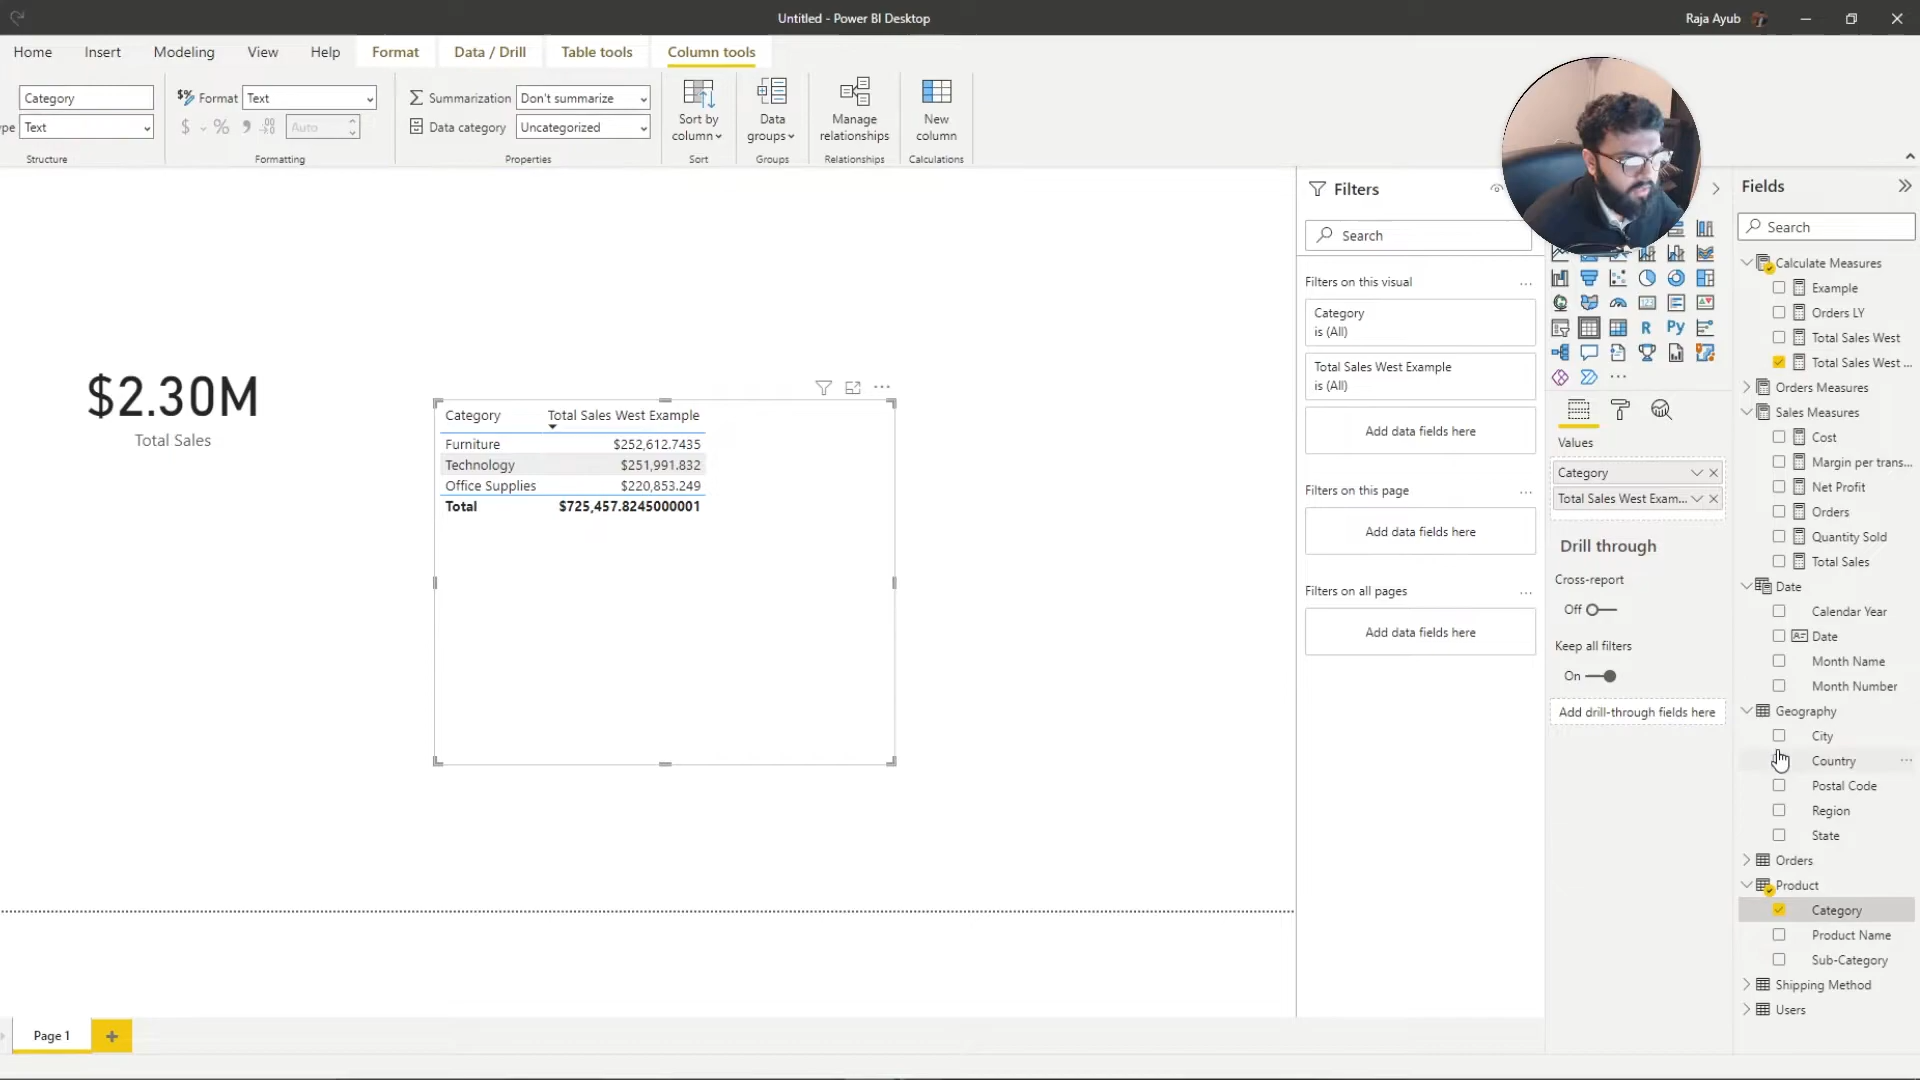 Untitled - Power BI Desktop
Raja Ayub
Home
Insert
Modeling
View
Help
Format
Data / Drill
Table tools
Column tools
Category
Format
Text
Summarization
Don't summarize
Sort by
column
Data
groups
Manage
relationships
New
column
pe
Text
$
%
Auto
Data category
Uncategorized
Structure
Formatting
Properties
Sort
Groups
Relationships
Calculations
$2.30M
Total Sales
Category
Total Sales West Example
Furniture
$252,612.7435
Technology
$251,991.832
Office Supplies
$220,853.249
Total
$725,457.8245000001
Page 1
+
Filters
Search
Filters on this visual
...
Category
is (All)
Total Sales West Example
is (All)
Add data fields here
Filters on this page
...
Add data fields here
Filters on all pages
...
Add data fields here
R
Py
...
Values
Category
Total Sales West Exam...
Drill through
Cross-report
Off
Keep all filters
On
Add drill-through fields here
Fields
Search
Calculate Measures
Example
Orders LY
Total Sales West
Total Sales West ...
Orders Measures
Sales Measures
Cost
Margin per trans...
Net Profit
Orders
Quantity Sold
Total Sales
Date
Calendar Year
Date
Month Name
Month Number
Geography
City
Country
...
Postal Code
Region
State
Orders
Product
Category
Product Name
Sub-Category
Shipping Method
Users